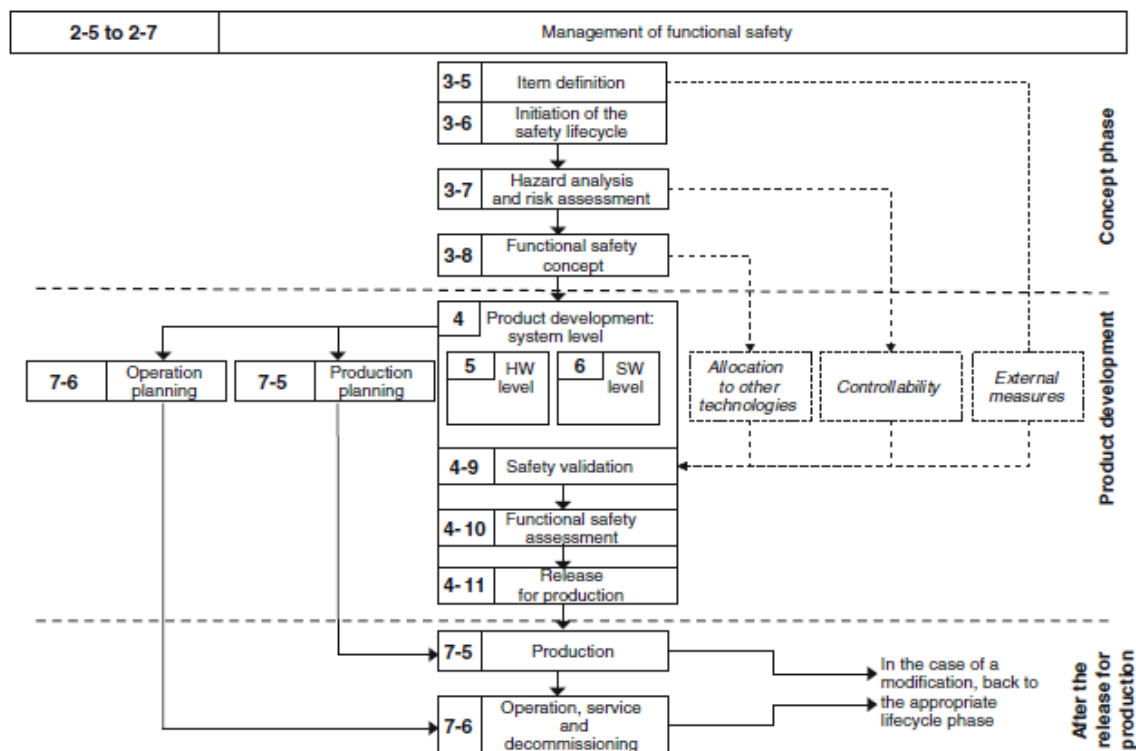 2-5 to 2-7
Management of functional safety
3-5
Item definition
3-6
Initiation of the
safety lifecycle
3-7
Hazard analysis
and risk assessment
3-8
Functional safety
concept
Concept phase
4
Product development:
system level
5
HW
level
6
SW
level
7-6
Operation
planning
7-5
Production
planning
Allocation
to other
technologies
Controllability
External
measures
4-9
Safety validation
4-10
Functional safety
assessment
4-11
Release
for production
Product development
7-5
Production
7-6
Operation, service
and
decommissioning
In the case of a
modification, back to
the appropriate
lifecycle phase
After the
release for
production